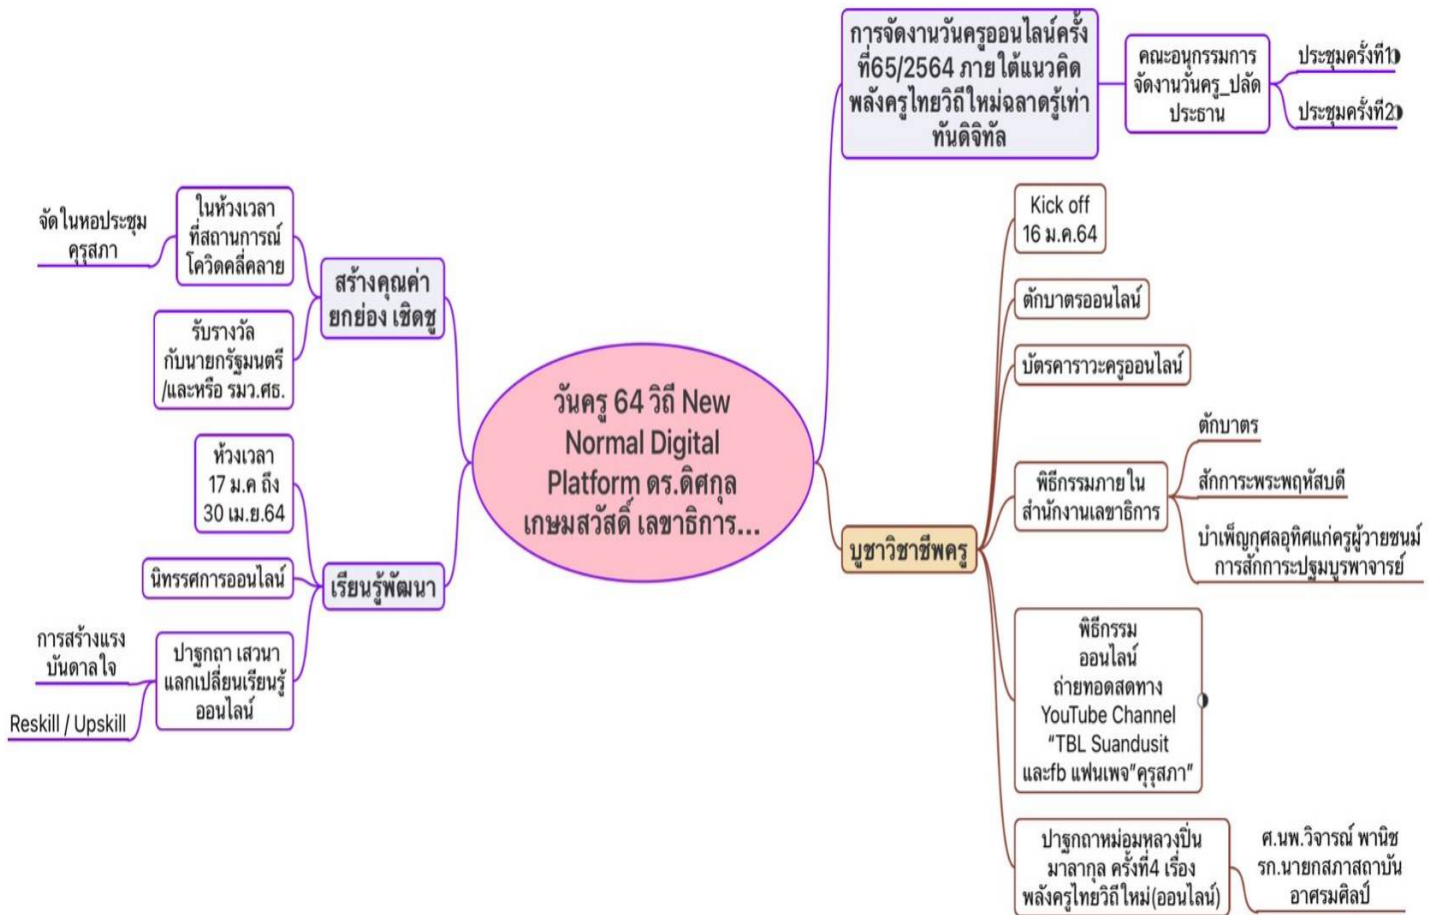 การจัดงานวันครูออนไลน์ครั้ง
ที่65/2564 ภายใต้แนวคิด
พลังครูไทยวิถีใหม่ฉลาดรู้เท่า
ทันดิจิทัล
คณะอนุกรรมการ
จัดงานวันครู_ปลัด
ประธาน
ประชุมครั้งที่1
ประชุมครั้งที่2
จัดในหอประชุม
คุรุสภา
ในห้วงเวลา
ที่สถานการณ์
โควิดคลี่คลาย
สร้างคุณค่า
ยกย่อง เชิดชู
รับรางวัล
กับนายกรัฐมนตรี
/และหรือ รมว.ศธ.
วันครู 64 วิถี New
Normal Digital
Platform ดร.ดิศกุล
เกษมสวัสดิ์ เลขาธิการ...
ห้วงเวลา
17 ม.ค ถึง
30 เม.ย.64
นิทรรศการออนไลน์
เรียนรู้พัฒนา
การสร้างแรง
บันดาลใจ
Reskill / Upskill
ปาฐกถา เสวนา
แลกเปลี่ยนเรียนรู้
ออนไลน์
บูชาวิชาชีพครู
Kick off
16 ม.ค.64
ตักบาตรออนไลน์
บัตรคาราวะครูออนไลน์
พิธีกรรมภายใน
สำนักงานเลขาธิการ
ตักบาตร
สักการะพระพฤหัสบดี
บำเพ็ญกุศลอุทิศแก่ครูผู้วายชนม์
การสักการะปฐมบูรพาจารย์
พิธีกรรม
ออนไลน์
ถ่ายทอดสดทาง
YouTube Channel
“TBL Suandusit
และfb แฟนเพจ”คุรุสภา”
ปาฐกถาหม่อมหลวงปิ่น
มาลากุล ครั้งที่4 เรื่อง
พลังครูไทยวิถีใหม่(ออนไลน์)
ศ.นพ.วิจารณ์ พานิช
รก.นายกสภาสถาบัน
อาศรมศิลป์